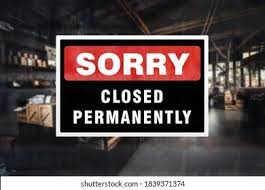 SORRY
CLOSED
PERMANENTLY
shutterstock.com · 1839371374